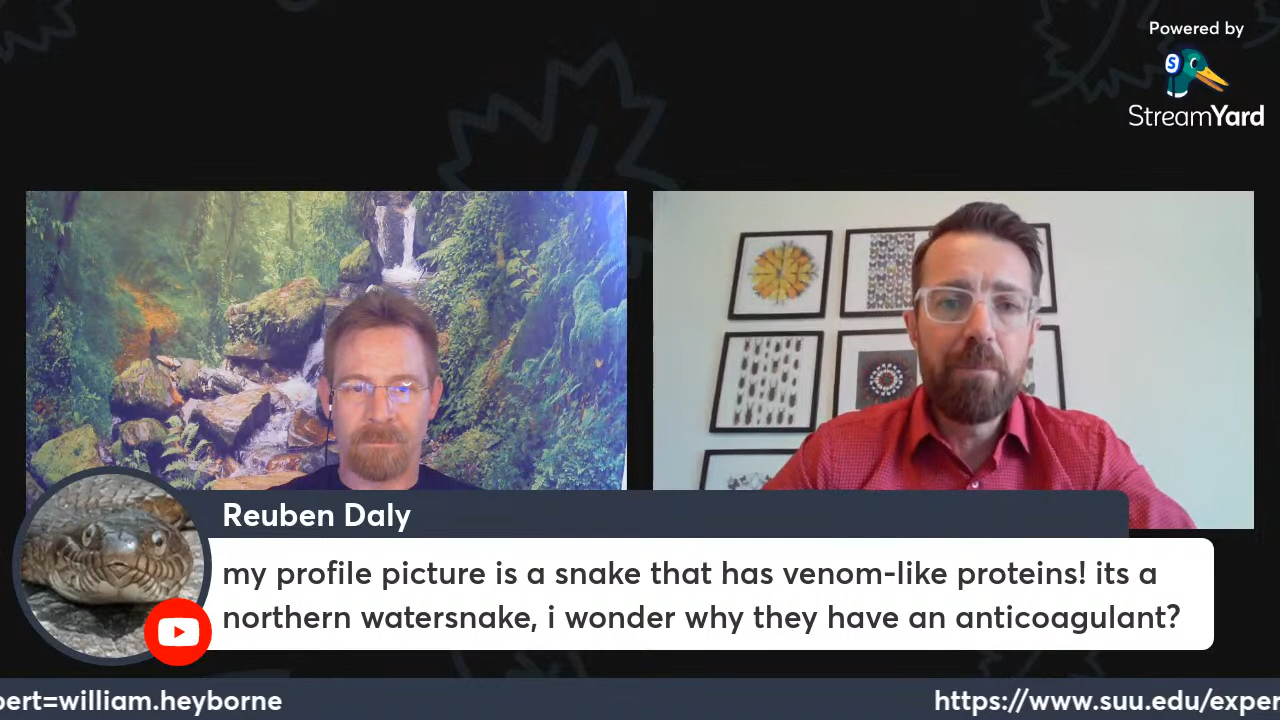 Powered by
S
StreamYard
Reuben Daly
my profile picture is a snake that has venom-like proteins! its a
northern watersnake, i wonder why they have an anticoagulant?
pert=william.heyborne
https://www.suu.edu/exper